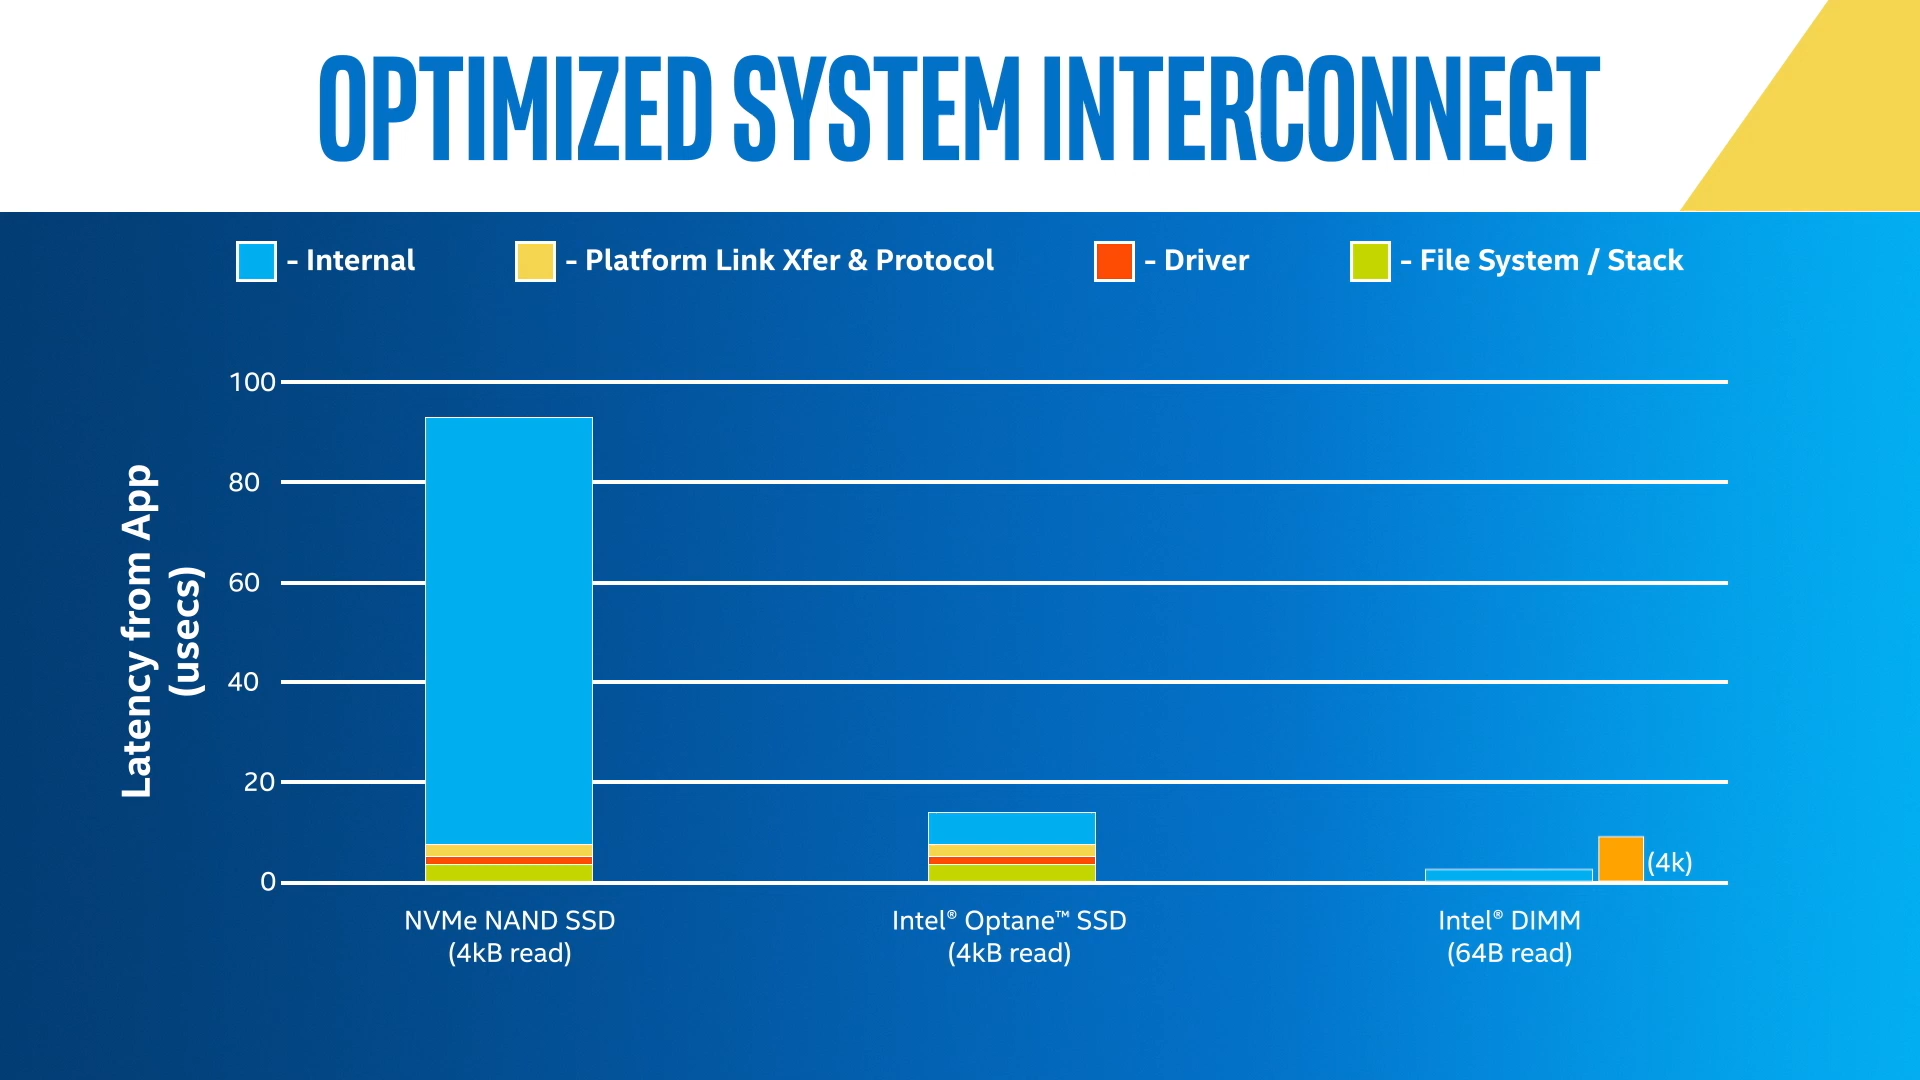 OPTIMIZED SYSTEM INTERCONNECT
- Internal
- Platform Link Xfer & Protocol
- Driver
- File System / Stack
Latency from App
(usecs)
100
80
60
40
20
0
(4k)
NVMe NAND SSD
(4kB read)
Intel® Optane™ SSD
(4kB read)
Intel® DIMM
(64B read)